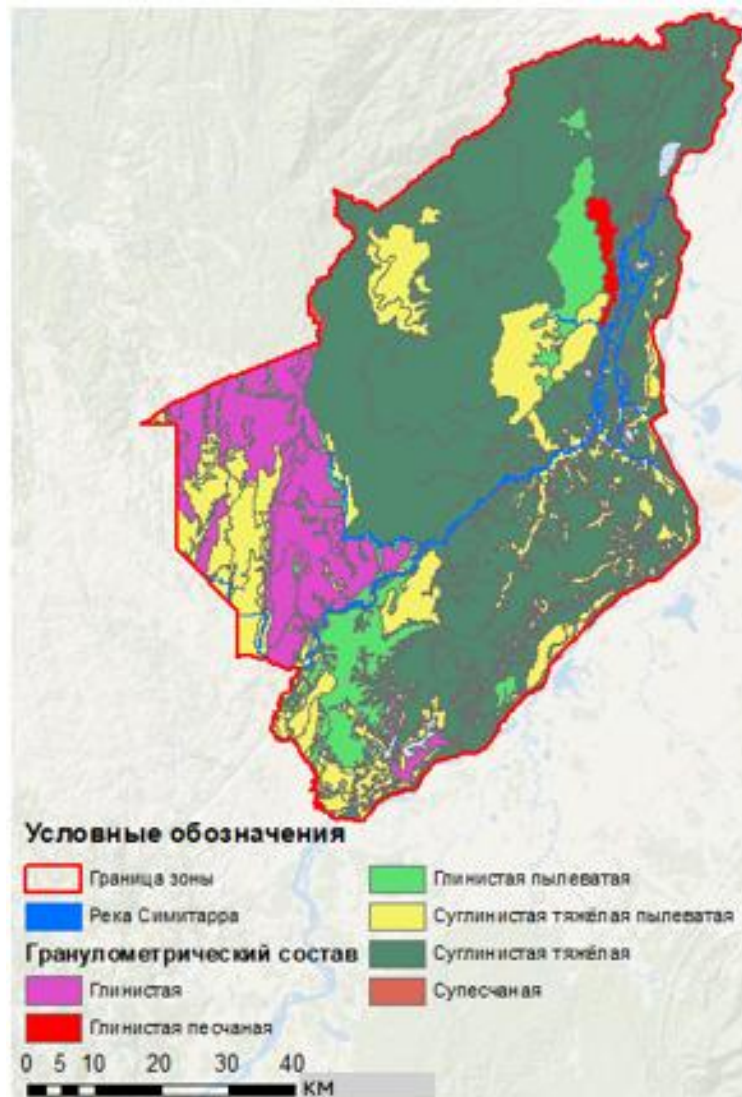 Условные обозначения
Граница зоны
Река Симитарра
Гранулометрический состав
Глинистая
Глинистая песчаная
Глинистая пылеватая
Суглинистая тяжёлая пылеватая
Суглинистая тяжёлая
Супесчаная
0 5 10 20 30 40
КМ